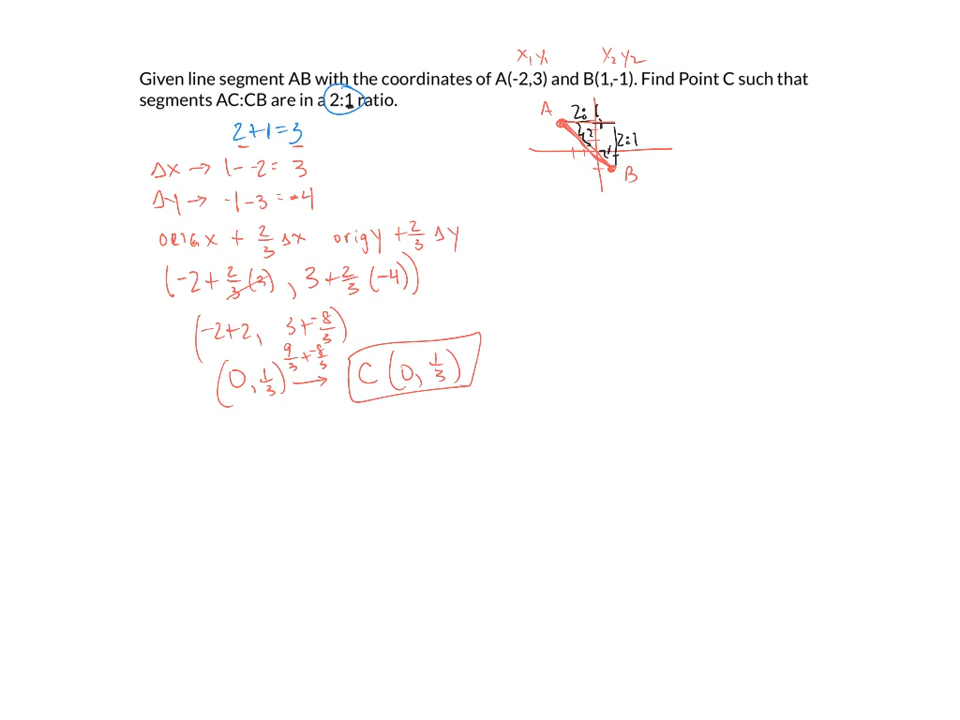 x₁ y₁ x₂ y₂
Given line segment AB with the coordinates of A(-2,3) and B(1,-1). Find Point C such that
segments AC:CB are in a 2:1 ratio.
A 2:1
2+1=3
2:1
Δx → 1--2= 3
B
Δy → -1-3=-4
ORIG x + 2/3 Δx orig y + 2/3 Δy
(-2+2/3(3), 3+2/3(-4))
(-2+2, 3+-8/3)
9/3+-8/3
(0,1/3) → C(0,1/3)